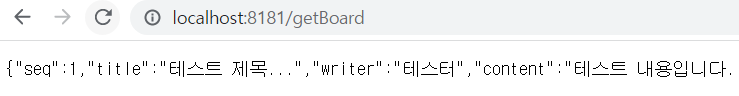 localhost:8181/getBoard
{"seq":1,"title":"테스트 제목...","writer":"테스터","content":"테스트 내용입니다.